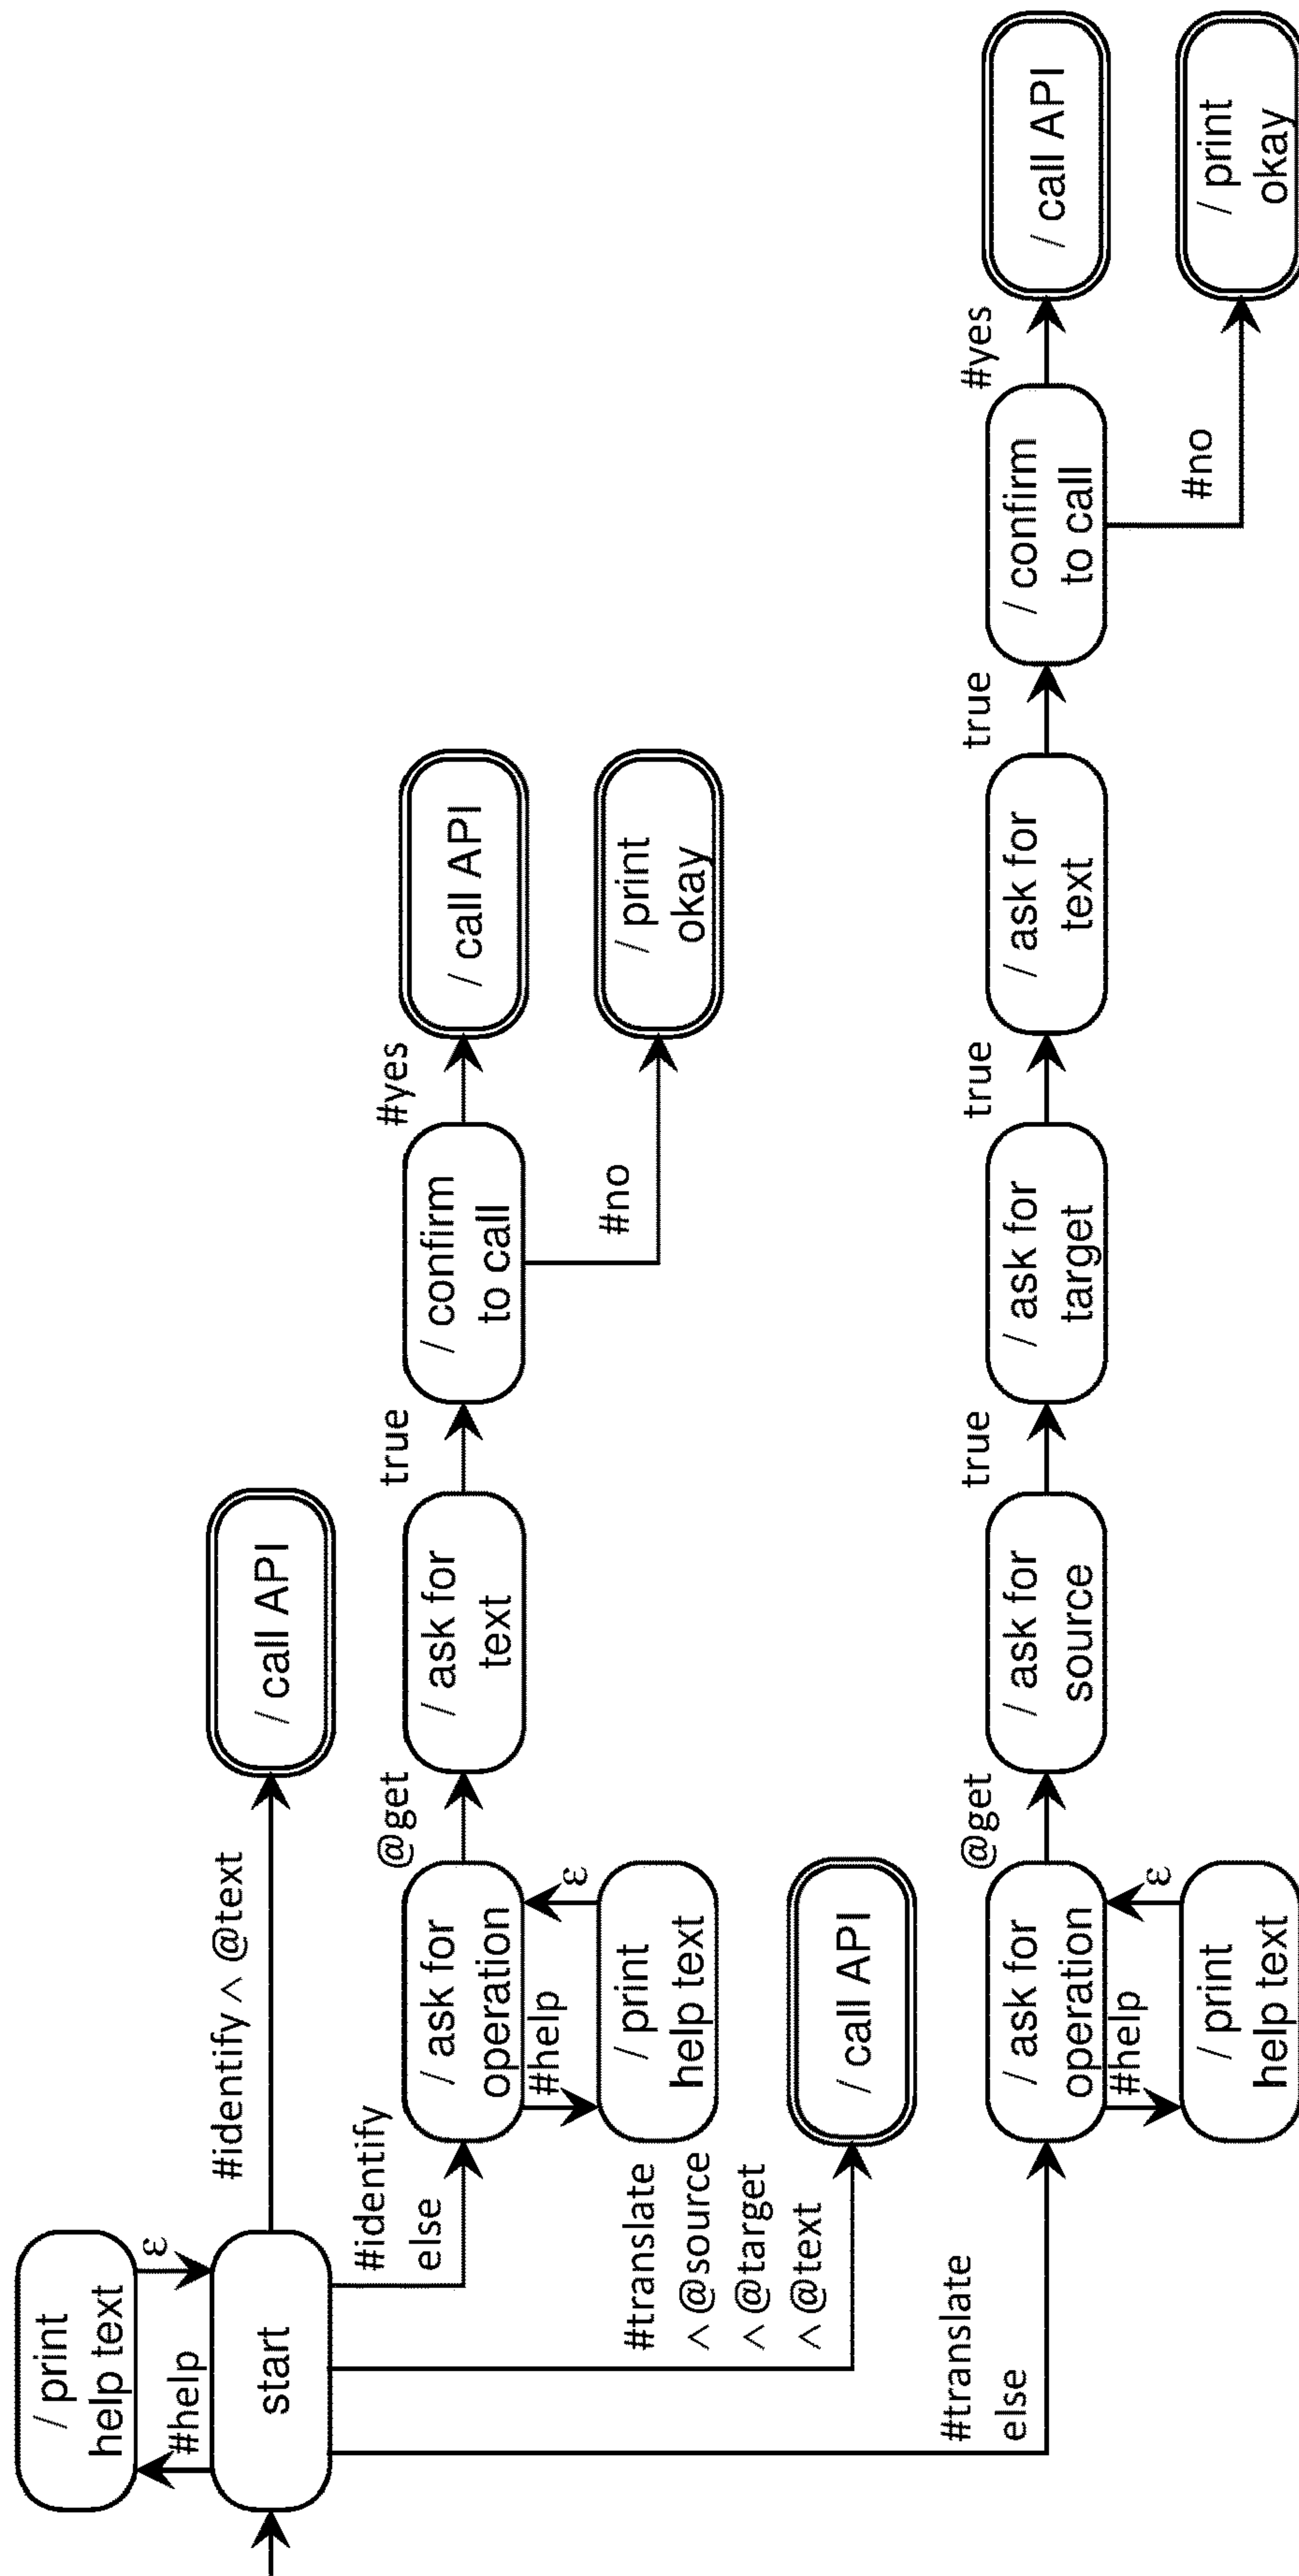 / print
help text
#help
ε
start
#identify ∧ @text
/ call API
#identify
else
/ ask for
operation
@get
/ ask for
text
true
/ confirm
to call
#yes
/ call API
#help
ε
/ print
help text
#no
/ print
okay
#translate
∧ @source
∧ @target
∧ @text
/ call API
#translate
else
/ ask for
operation
@get
/ ask for
source
true
/ ask for
target
true
/ ask for
text
true
/ confirm
to call
#yes
/ call API
#help
ε
/ print
help text
#no
/ print
okay